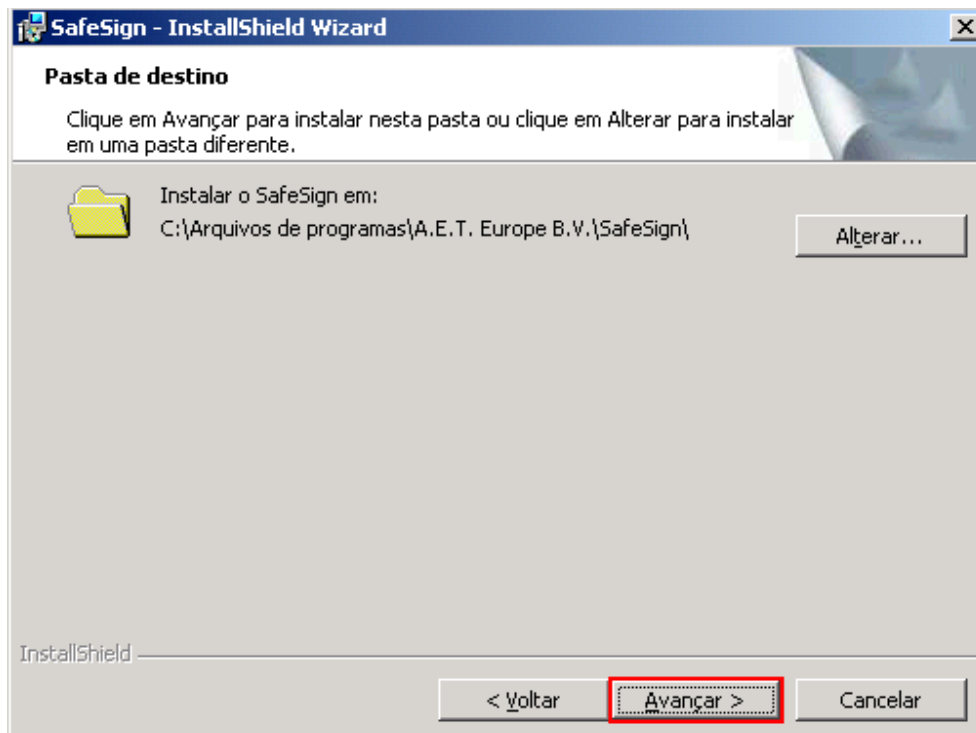 SafeSign - InstallShield Wizard
Pasta de destino
Clique em Avançar para instalar nesta pasta ou clique em Alterar para instalar
em uma pasta diferente.
Instalar o SafeSign em:
C:\Arquivos de programas\A.E.T. Europe B.V.\SafeSign\
Alterar...
InstallShield
< Voltar
Avançar >
Cancelar